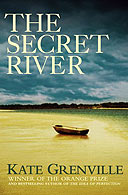 THE
SECRET
RIVER
KATE GRENVILLE
WINNER OF THE ORANGE PRIZE
AND BESTSELLING AUTHOR OF THE IDEA OF PERFECTION